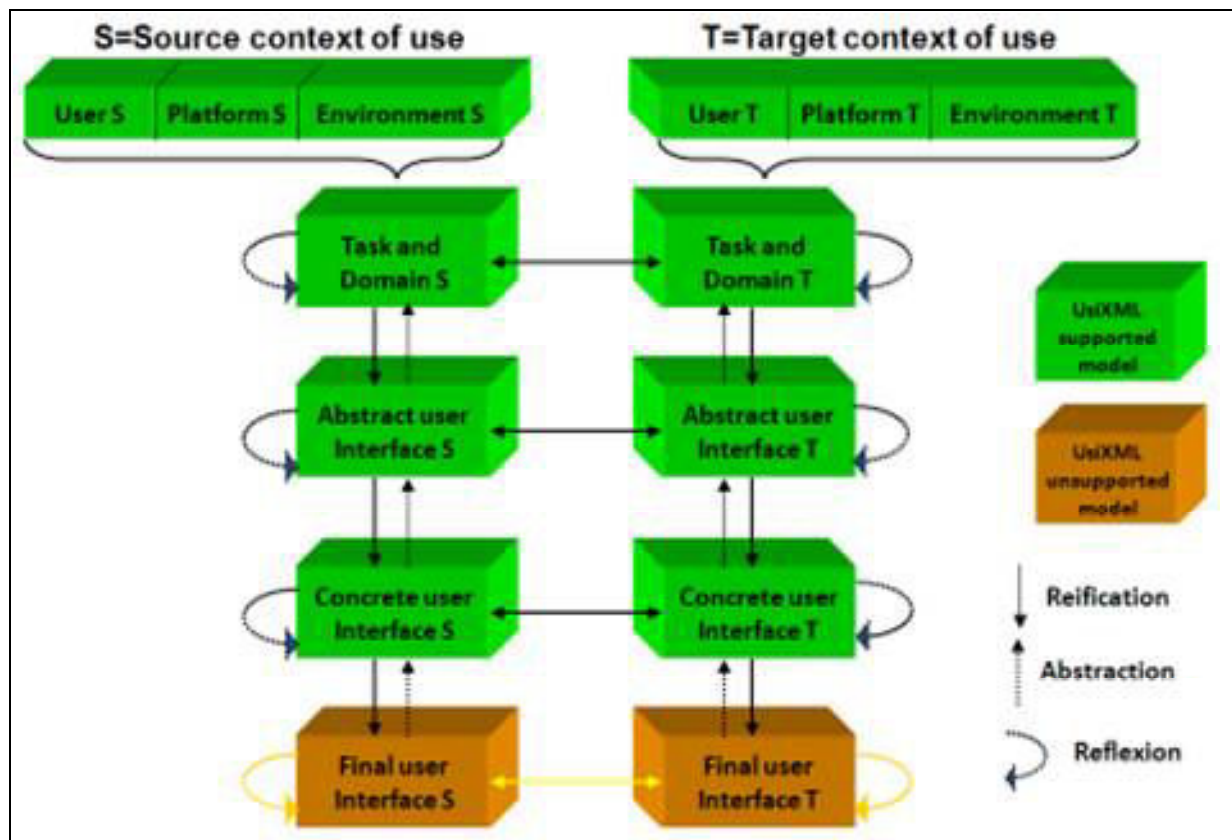 S=Source context of use
T=Target context of use
User S
Platform S
Environment S
User T
Platform T
Environment T
Task and
Domain S
Task and
Domain T
UsiXML
supported
model
Abstract user
Interface S
Abstract user
Interface T
UsiXML
unsupported
model
Concrete user
Interface S
Concrete user
Interface T
Reification
Abstraction
Final user
Interface S
Final user
Interface T
Reflexion